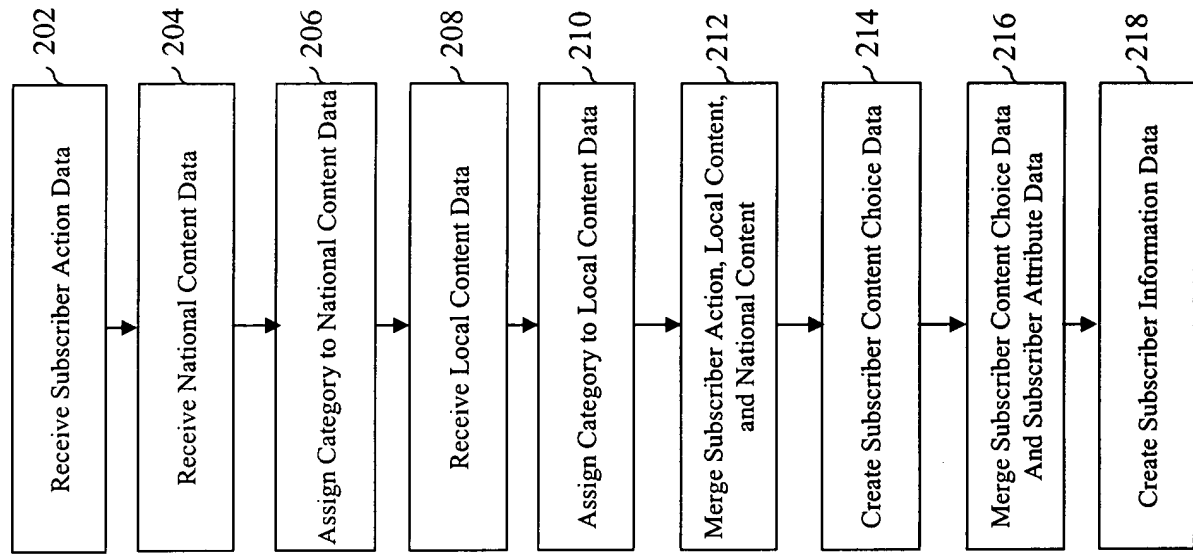 202
Receive Subscriber Action Data
204
Receive National Content Data
206
Assign Category to National Content Data
208
Receive Local Content Data
210
Assign Category to Local Content Data
212
Merge Subscriber Action, Local Content,
and National Content
214
Create Subscriber Content Choice Data
216
Merge Subscriber Content Choice Data
And Subscriber Attribute Data
218
Create Subscriber Information Data